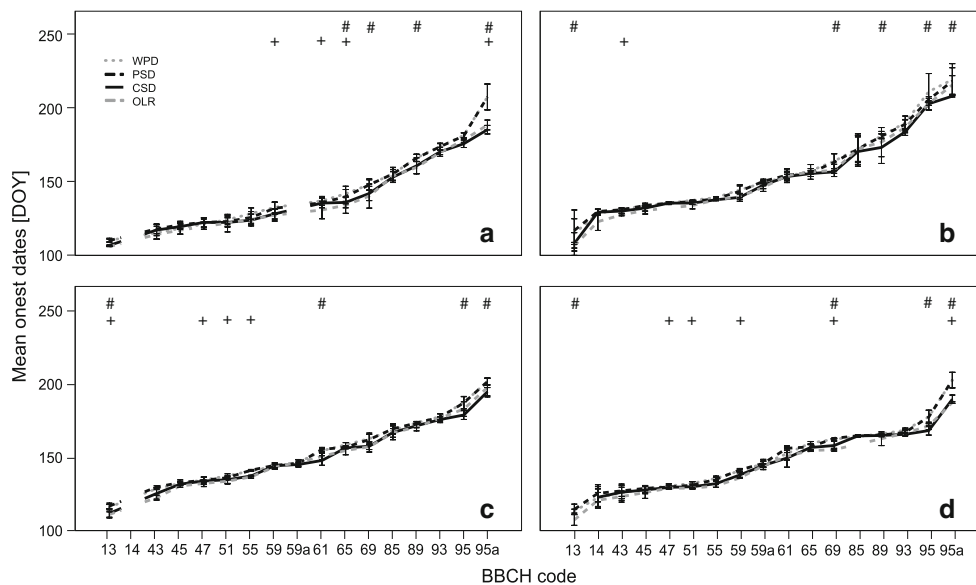 # # # #
+ + + +
WPD
PSD
CSD
OLR
250
200
150
100
a
# # # # #
+
b
# # # #
+ + + +
250
200
150
100
c
# # # #
+ + + + +
d
Mean onest dates [DOY]
13 14 43 45 47 51 55 59 59a 61 65 69 85 89 93 95 95a
13 14 43 45 47 51 55 59 59a 61 65 69 85 89 93 95 95a
BBCH code